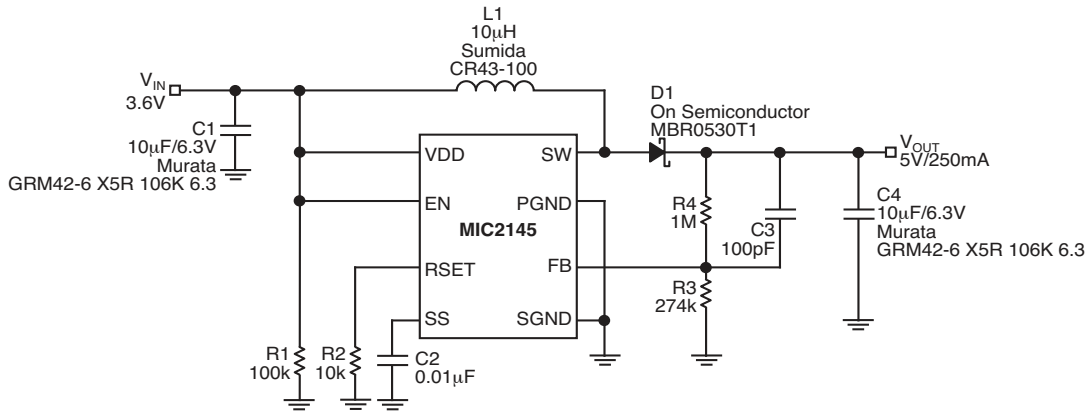 L1
10µH
Sumida
CR43-100
VIN
3.6V
C1
10µF/6.3V
Murata
GRM42-6 X5R 106K 6.3
D1
On Semiconductor
MBR0530T1
VOUT
5V/250mA
VDD
SW
EN
PGND
MIC2145
RSET
FB
SS
SGND
R4
1M
C3
100pF
C4
10µF/6.3V
Murata
GRM42-6 X5R 106K 6.3
R3
274k
R1
100k
R2
10k
C2
0.01µF